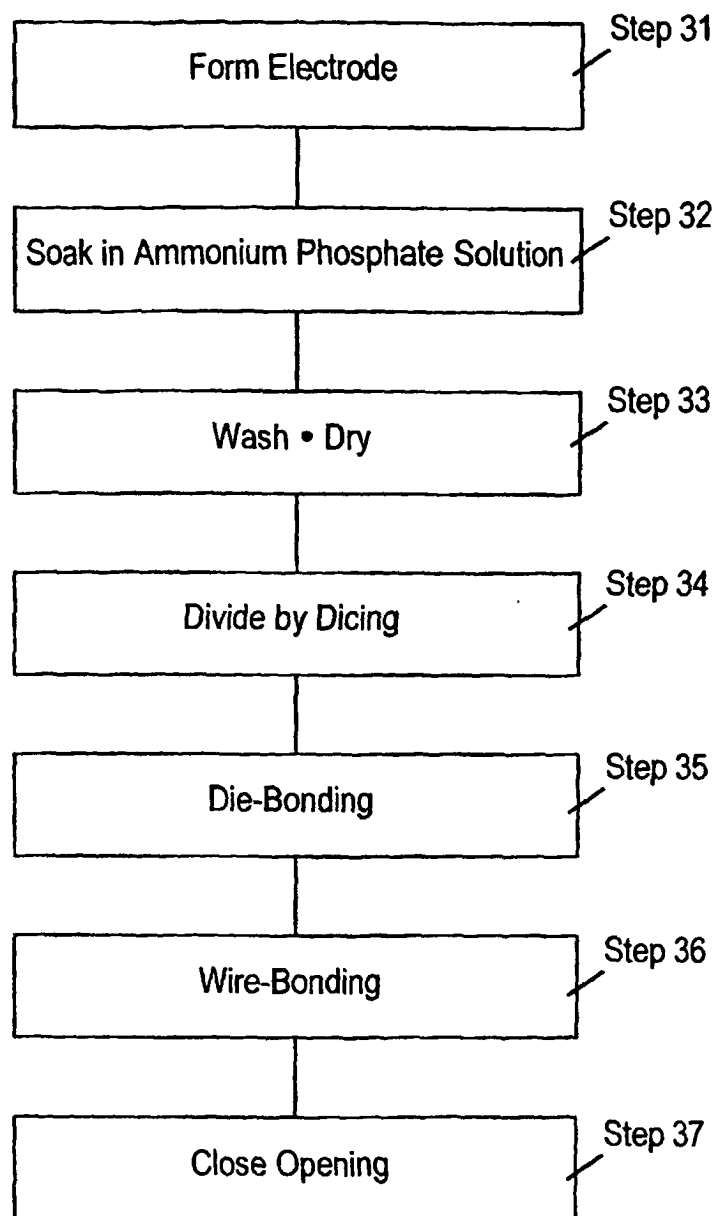 Step 31
Form Electrode
Step 32
Soak in Ammonium Phosphate Solution
Step 33
Wash • Dry
Step 34
Divide by Dicing
Step 35
Die-Bonding
Step 36
Wire-Bonding
Step 37
Close Opening